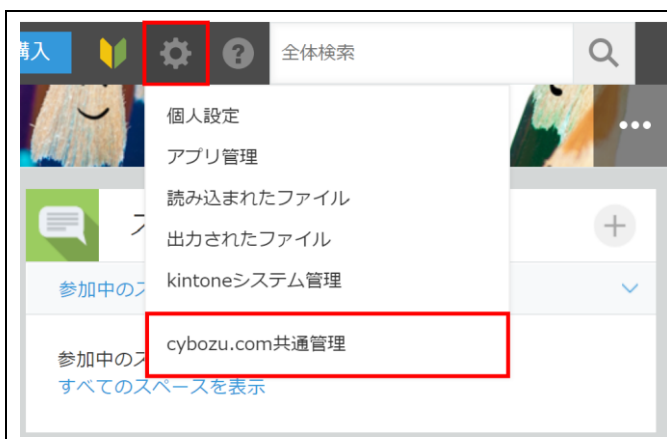 購入
全体検索
個人設定
アプリ管理
読み込まれたファイル
出力されたファイル
kintoneシステム管理
cybozu.com共通管理
ス
参加中のス
参加中のス
すべてのスペースを表示